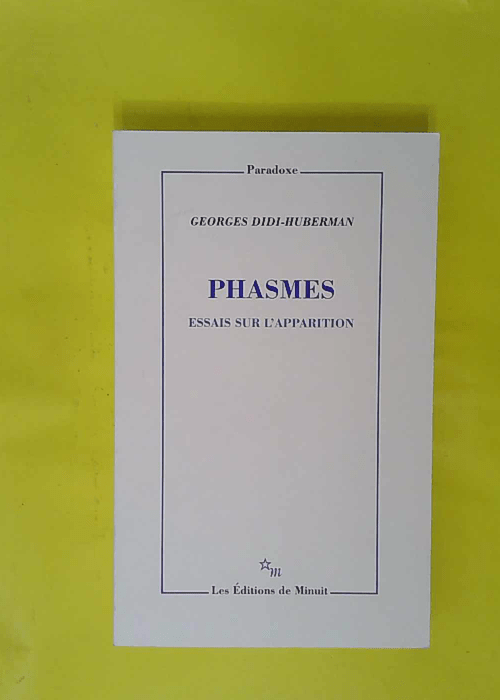 Paradoxe
GEORGES DIDI-HUBERMAN
PHASMES
ESSAIS SUR L'APPARITION
m
Les Éditions de Minuit